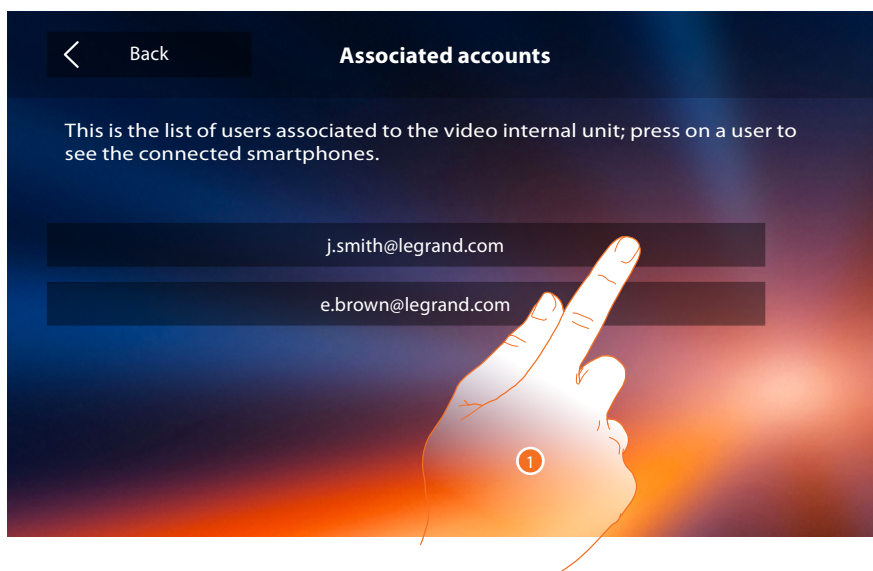 Back
Associated accounts
This is the list of users associated to the video internal unit; press on a user to
see the connected smartphones.
j.smith@legrand.com
e.brown@legrand.com
1